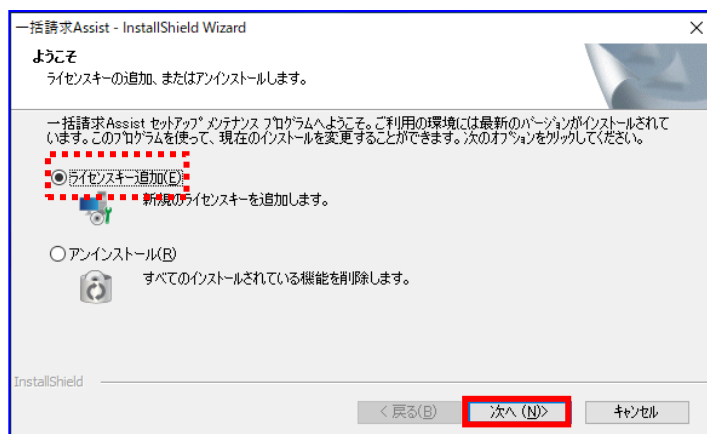 一括請求Assist - InstallShield Wizard
ようこそ
ライセンスキーの追加、またはアンインストールします。
一括請求Assist セットアップ メンテナンス プログラムへようこそ。ご利用の環境には最新のバージョンがインストールされて
います。このプログラムを使って、現在のインストールを変更することができます。次のオプションをクリックしてください。
ライセンスキー追加(E)
新規のライセンスキーを追加します。
アンインストール(R)
すべてのインストールされている機能を削除します。
InstallShield
< 戻る(B) 次へ (N)> キャンセル